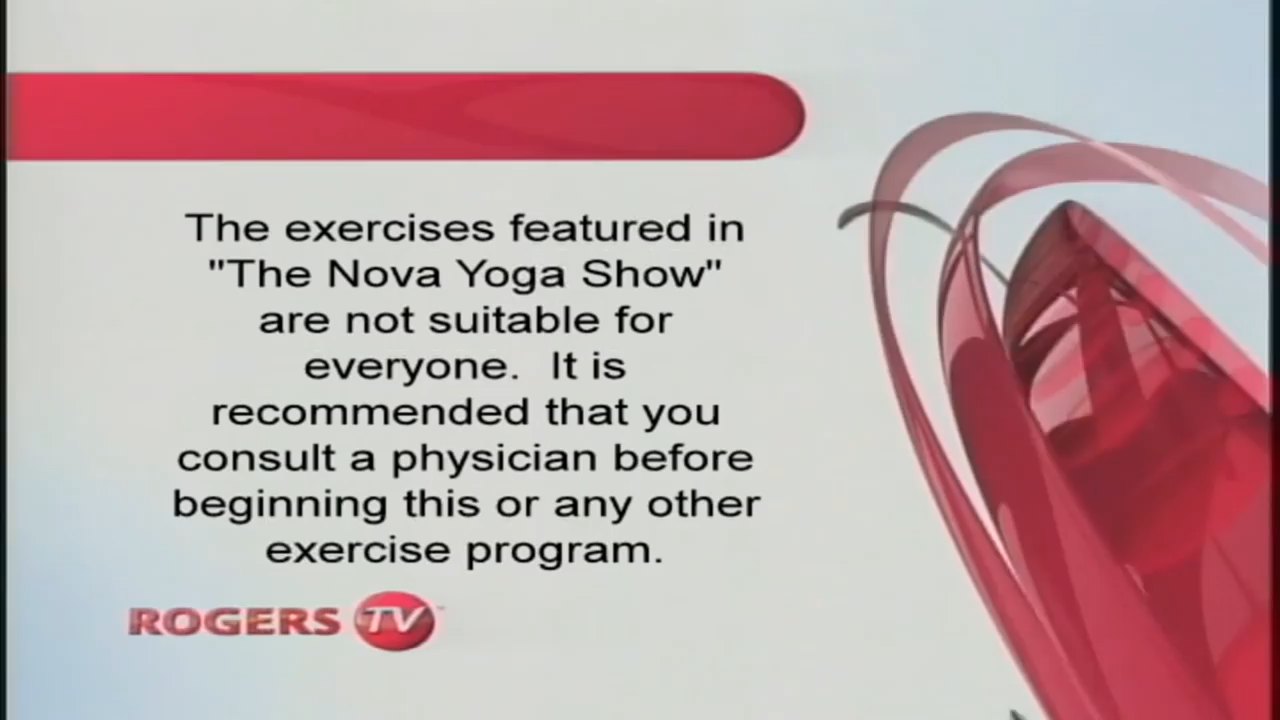 The exercises featured in
"The Nova Yoga Show"
are not suitable for
everyone.  It is
recommended that you
consult a physician before
beginning this or any other
exercise program.
ROGERS TV